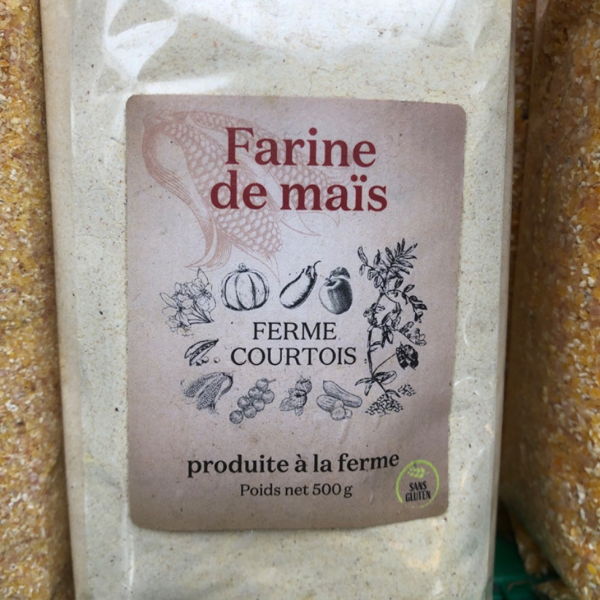 Farine
de maïs
FERME
COURTOIS
produite à la ferme
Poids net 500 g
SANS
GLUTEN